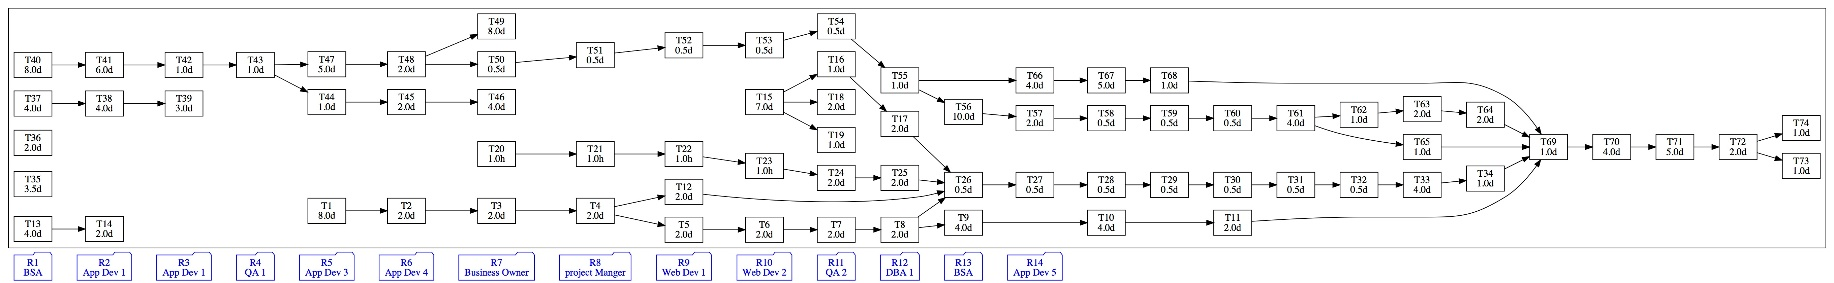 T49
8.0d
T54
0.5d
T40
8.0d
T41
6.0d
T42
1.0d
T43
1.0d
T47
5.0d
T48
2.0d
T50
0.5d
T51
0.5d
T52
0.5d
T53
0.5d
T16
1.0d
T55
1.0d
T66
4.0d
T67
5.0d
T68
1.0d
T37
4.0d
T38
4.0d
T39
3.0d
T44
1.0d
T45
2.0d
T46
4.0d
T15
7.0d
T18
2.0d
T56
10.0d
T57
2.0d
T58
0.5d
T59
0.5d
T60
0.5d
T61
4.0d
T62
1.0d
T63
2.0d
T64
2.0d
T17
2.0d
T36
2.0d
T19
1.0d
T74
1.0d
T20
1.0h
T21
1.0h
T22
1.0h
T23
1.0h
T65
1.0d
T69
1.0d
T70
4.0d
T71
5.0d
T72
2.0d
T73
1.0d
T35
3.5d
T24
2.0d
T25
2.0d
T26
0.5d
T27
0.5d
T28
0.5d
T29
0.5d
T30
0.5d
T31
0.5d
T32
0.5d
T33
4.0d
T34
1.0d
T12
2.0d
T1
8.0d
T2
2.0d
T3
2.0d
T4
2.0d
T13
4.0d
T14
2.0d
T5
2.0d
T6
2.0d
T7
2.0d
T8
2.0d
T9
4.0d
T10
4.0d
T11
2.0d
R1
BSA
R2
App Dev 1
R3
App Dev 1
R4
QA 1
R5
App Dev 3
R6
App Dev 4
R7
Business Owner
R8
project Manger
R9
Web Dev 1
R10
Web Dev 2
R11
QA 2
R12
DBA 1
R13
BSA
R14
App Dev 5